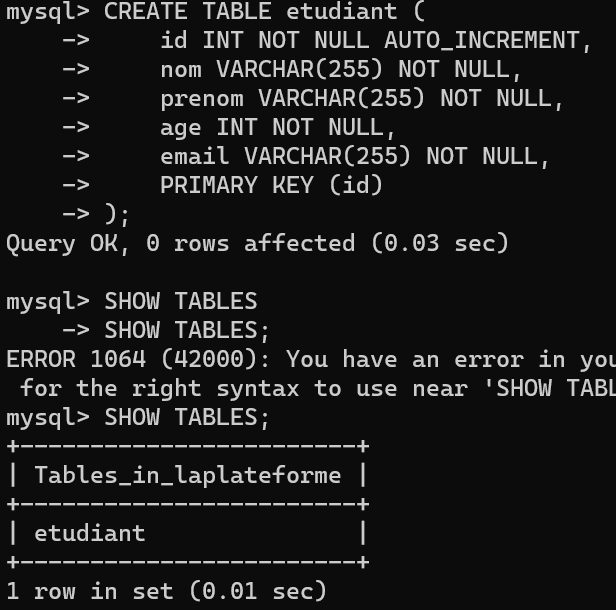 mysql> CREATE TABLE etudiant (
    ->     id INT NOT NULL AUTO_INCREMENT,
    ->     nom VARCHAR(255) NOT NULL,
    ->     prenom VARCHAR(255) NOT NULL,
    ->     age INT NOT NULL,
    ->     email VARCHAR(255) NOT NULL,
    ->     PRIMARY KEY (id)
    -> );
Query OK, 0 rows affected (0.03 sec)

mysql> SHOW TABLES
    -> SHOW TABLES;
ERROR 1064 (42000): You have an error in you
 for the right syntax to use near 'SHOW TABL
mysql> SHOW TABLES;
+------------------------+
| Tables_in_laplateforme |
+------------------------+
| etudiant               |
+------------------------+
1 row in set (0.01 sec)